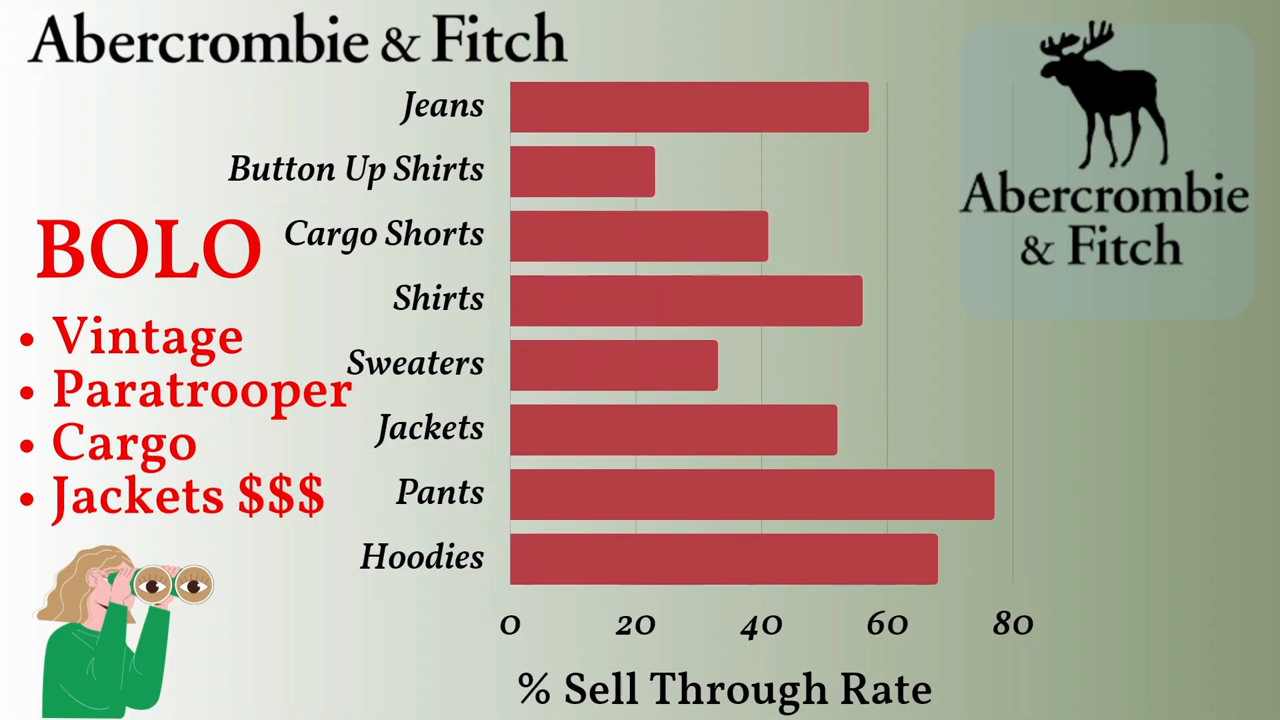 Abercrombie & Fitch
Abercrombie
& Fitch
BOLO
• Vintage
• Paratrooper
• Cargo
• Jackets $$$
Jeans
Button Up Shirts
Cargo Shorts
Shirts
Sweaters
Jackets
Pants
Hoodies
0 20 40 60 80
% Sell Through Rate